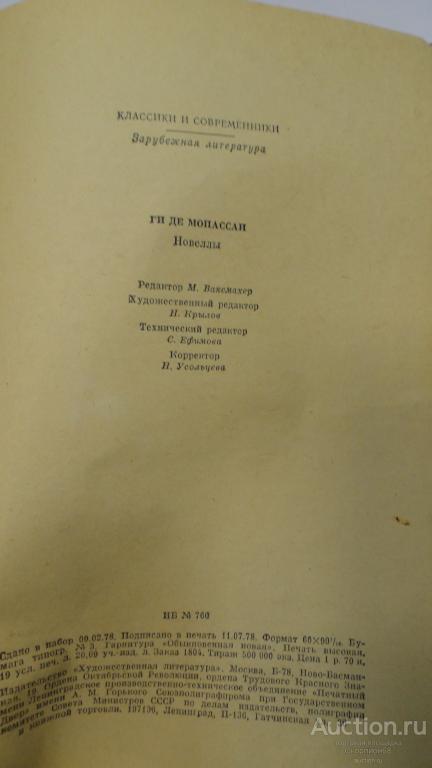 КЛАССИКИ И СОВРЕМЕННИКИ
Зарубежная литература
ГИ ДЕ МОПАССАН
Новеллы
Редактор М. Ваксмахер
Художественный редактор
Н. Крылов
Технический редактор
С. Ефимова
Корректор
Н. Усольцева
ИБ № 760
Сдано в набор 09.02.78. Подписано в печать 11.07.78. Формат 60×90¹/₁₆. Бу-
мага типогр. № 3. Гарнитура «Обыкновенная новая». Печать высокая.
19 усл. печ. л. 20,09 уч.-изд. л. Заказ 1804. Тираж 500 000 экз. Цена 1 р. 70 к.
Издательство «Художественная литература». Москва, Б-78, Ново-Басман-
ная, 19. Ордена Октябрьской Революции, ордена Трудового Красного Зна-
мени Ленинградское производственно-техническое объединение «Печатный
Двор» имени А. М. Горького Союзполиграфпрома при Государственном
комитете Совета Министров СССР по делам издательств, полиграфии
и книжной торговли. 197136, Ленинград, П-136, Гатчинская
Auction.ru